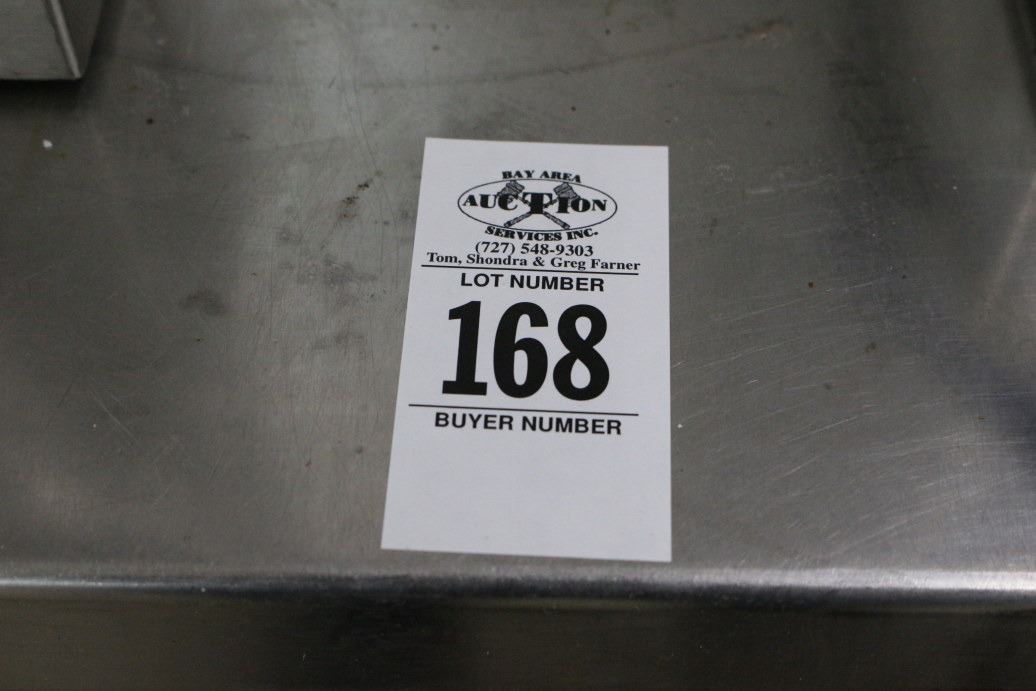 BAY AREA
AUCTION
SERVICES INC.
(727) 548-9303
Tom, Shondra & Greg Farner
LOT NUMBER
168
BUYER NUMBER